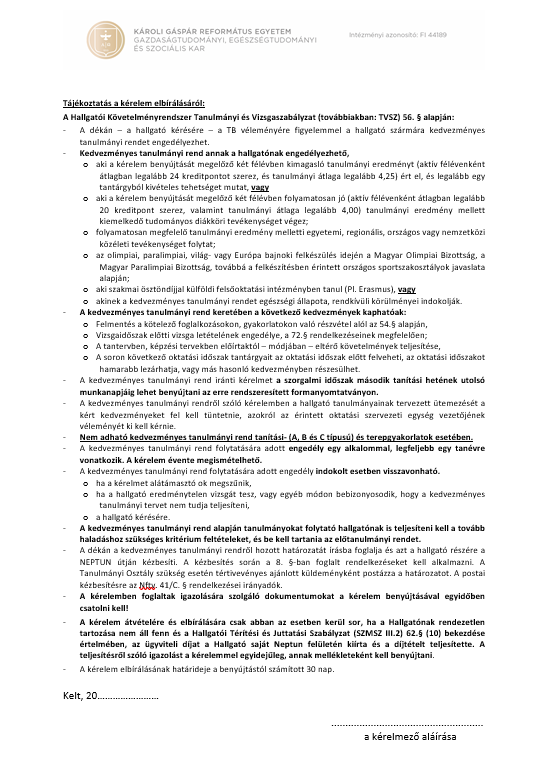 KÁROLI GÁSPÁR REFORMÁTUS EGYETEM
GAZDASÁGTUDOMÁNYI, EGÉSZSÉGTUDOMÁNYI
ÉS SZOCIÁLIS KAR
Intézményi azonosító: FI 44189
Tájékoztatás a kérelem elbírálásáról:
A Hallgatói Követelményrendszer Tanulmányi és Vizsgaszabályzat (továbbiakban: TVSZ) 56. § alapján:
- A dékán – a hallgató kérésére – a TB véleményére figyelemmel a hallgató számára kedvezményes
tanulmányi rendet engedélyezhet.
- Kedvezményes tanulmányi rend annak a hallgatónak engedélyezhető,
o aki a kérelem benyújtását megelőző két félévben kimagasló tanulmányi eredményt (aktív félévenként
átlagban legalább 24 kreditpontot szerez, és tanulmányi átlaga legalább 4,25) ért el, és legalább egy
tantárgyból kivételes tehetséget mutat, vagy
o aki a kérelem benyújtását megelőző két félévben folyamatosan jó (aktív félévenként átlagban legalább
20 kreditpontot szerez, valamint tanulmányi átlaga legalább 4,00) tanulmányi eredmény mellett
kiemelkedő tudományos diákköri tevékenységet végez;
o folyamatosan megfelelő tanulmányi eredmény melletti egyetemi, regionális, országos vagy nemzetközi
közéleti tevékenységet folytat;
o az olimpiai, paralimpiai, világ- vagy Európa bajnoki felkészülés idején a Magyar Olimpiai Bizottság, a
Magyar Paralimpiai Bizottság, továbbá a felkészítésben érintett országos sportszakosztályok javaslata
alapján;
o aki szakmai ösztöndíjjal külföldi felsőoktatási intézményben tanul (Pl. Erasmus), vagy
o akinek a kedvezményes tanulmányi rendet egészségi állapota, rendkívüli körülményei indokolják.
- A kedvezményes tanulmányi rend keretében a következő kedvezmények kaphatóak:
o Felmentés a kötelező foglalkozásokon, gyakorlatokon való részvétel alól az 54.§ alapján,
o Vizsgaidőszak előtti vizsga letételének engedélye, a 72.§ rendelkezéseinek megfelelően;
o A tantervben, képzési tervekben előírtaktól – módjában – eltérő követelmények teljesítése,
o A soron következő oktatási időszak tantárgyait az oktatási időszak előtt felveheti, az oktatási időszakot
hamarabb lezárhatja, vagy más hasonló kedvezményben részesülhet.
- A kedvezményes tanulmányi rend iránti kérelmet a szorgalmi időszak második tanítási hetének utolsó
munkanapjáig lehet benyújtani az erre rendszeresített formanyomtatványon.
- A kedvezményes tanulmányi rendről szóló kérelemben a hallgató tanulmányainak tervezett ütemezését a
kért kedvezményeket fel kell tüntetnie, azokról az érintett oktatási szervezeti egység vezetőjének
véleményét ki kell kérnie.
- Nem adható kedvezményes tanulmányi rend tanítási- (A, B és C típusú) és terepgyakorlatok esetében.
- A kedvezményes tanulmányi rend folytatására adott engedély egy alkalommal, legfeljebb egy tanévre
vonatkozik. A kérelem évente megismételhető.
- A kedvezményes tanulmányi rend folytatására adott engedély indokolt esetben visszavonható.
o ha a kérelmet alátámasztó ok megszűnik,
o ha a hallgató eredménytelen vizsgát tesz, vagy egyéb módon bebizonyosodik, hogy a kedvezményes
tanulmányi tervet nem tudja teljesíteni,
o a hallgató kérésére.
- A kedvezményes tanulmányi rend alapján tanulmányokat folytató hallgatónak is teljesíteni kell a tovább
haladáshoz szükséges kritérium feltételeket, és be kell tartania az előtanulmányi rendet.
- A dékán a kedvezményes tanulmányi rendről hozott határozatát írásba foglalja és azt a hallgató részére a
NEPTUN útján kézbesíti. A kézbesítés során a 8. §-ban foglalt rendelkezéseket kell alkalmazni. A
Tanulmányi Osztály szükség esetén tértivevényes ajánlott küldeményként postázza a határozatot. A postai
kézbesítésre az Nftv. 41/C. § rendelkezései irányadók.
- A kérelemben foglaltak igazolására szolgáló dokumentumokat a kérelem benyújtásával egyidőben
csatolni kell!
- A kérelem átvételére és elbírálására csak abban az esetben kerül sor, ha a Hallgatónak rendezetlen
tartozása nem áll fenn és a Hallgatói Térítési és Juttatási Szabályzat (SZMSZ III.2) 62.§ (10) bekezdése
értelmében, az ügyviteli díjat a Hallgató saját Neptun felületén kiírta és a díjtételt teljesítette. A
teljesítésről szóló igazolást a kérelemmel egyidejűleg, annak mellékleteként kell benyújtani.
- A kérelem elbírálásának határideje a benyújtástól számított 30 nap.
Kelt, 20……………………
……………………………………………
a kérelmező aláírása